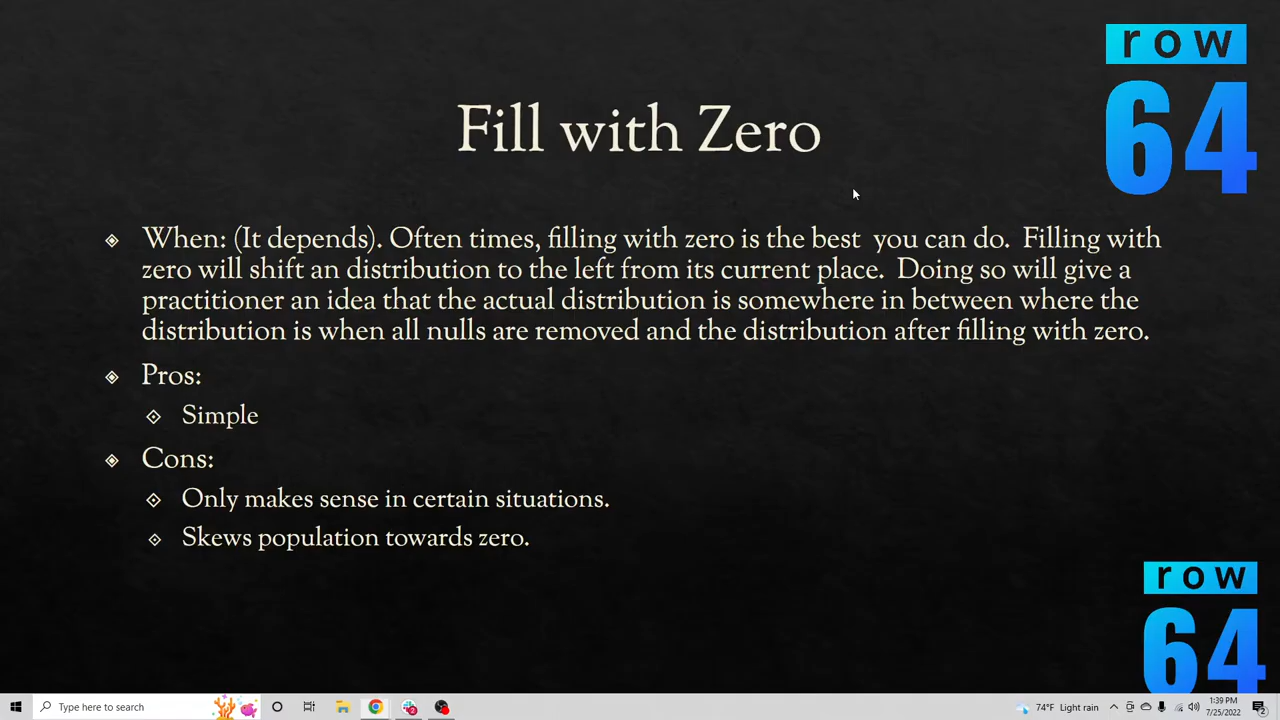 row
64
Fill with Zero
When: (It depends). Often times, filling with zero is the best you can do. Filling with
zero will shift an distribution to the left from its current place. Doing so will give a
practitioner an idea that the actual distribution is somewhere in between where the
distribution is when all nulls are removed and the distribution after filling with zero.
Pros:
Simple
Cons:
Only makes sense in certain situations.
Skews population towards zero.
row
64
Type here to search
2
74°F Light rain
1:39 PM
7/25/2022
2